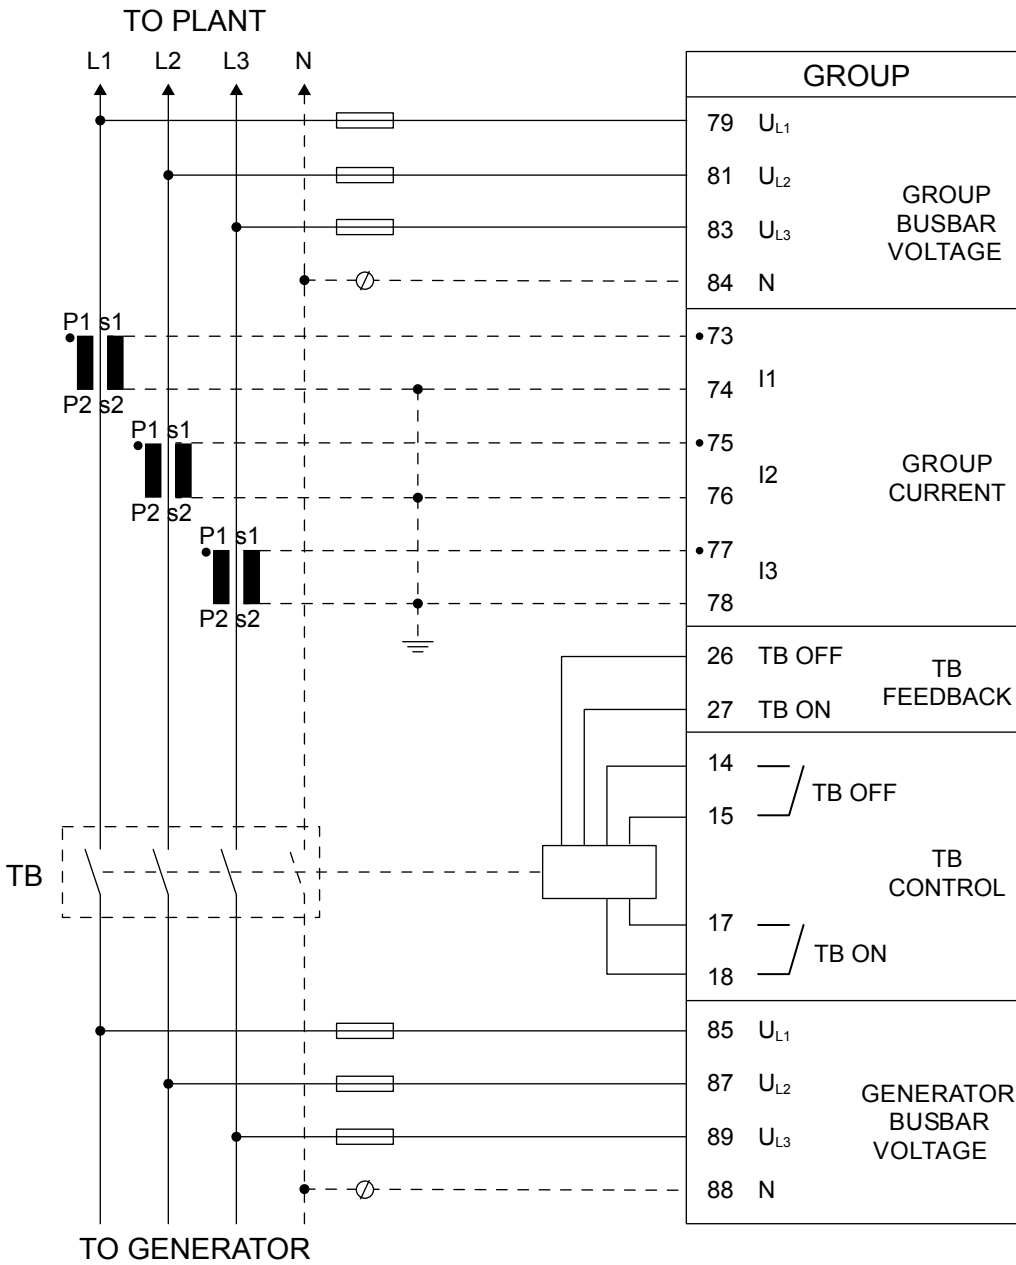 TO PLANT
L1 L2 L3 N
GROUP
79 UL1
81 UL2
83 UL3
84 N
GROUP
BUSBAR
VOLTAGE
P1 s1
P2 s2
P1 s1
P2 s2
P1 s1
P2 s2
73
74
I1
75
76
I2
77
78
I3
GROUP
CURRENT
26 TB OFF
27 TB ON
TB
FEEDBACK
14
15
TB OFF
17
18
TB ON
TB
CONTROL
TB
85 UL1
87 UL2
89 UL3
88 N
GENERATOR
BUSBAR
VOLTAGE
TO GENERATOR